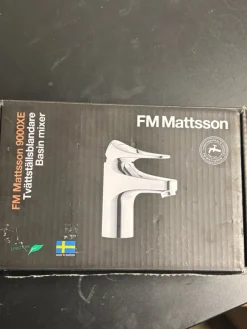 FM Mattsson
FM Mattsson 9000XE
Tvättställsblandare
Basin mixer